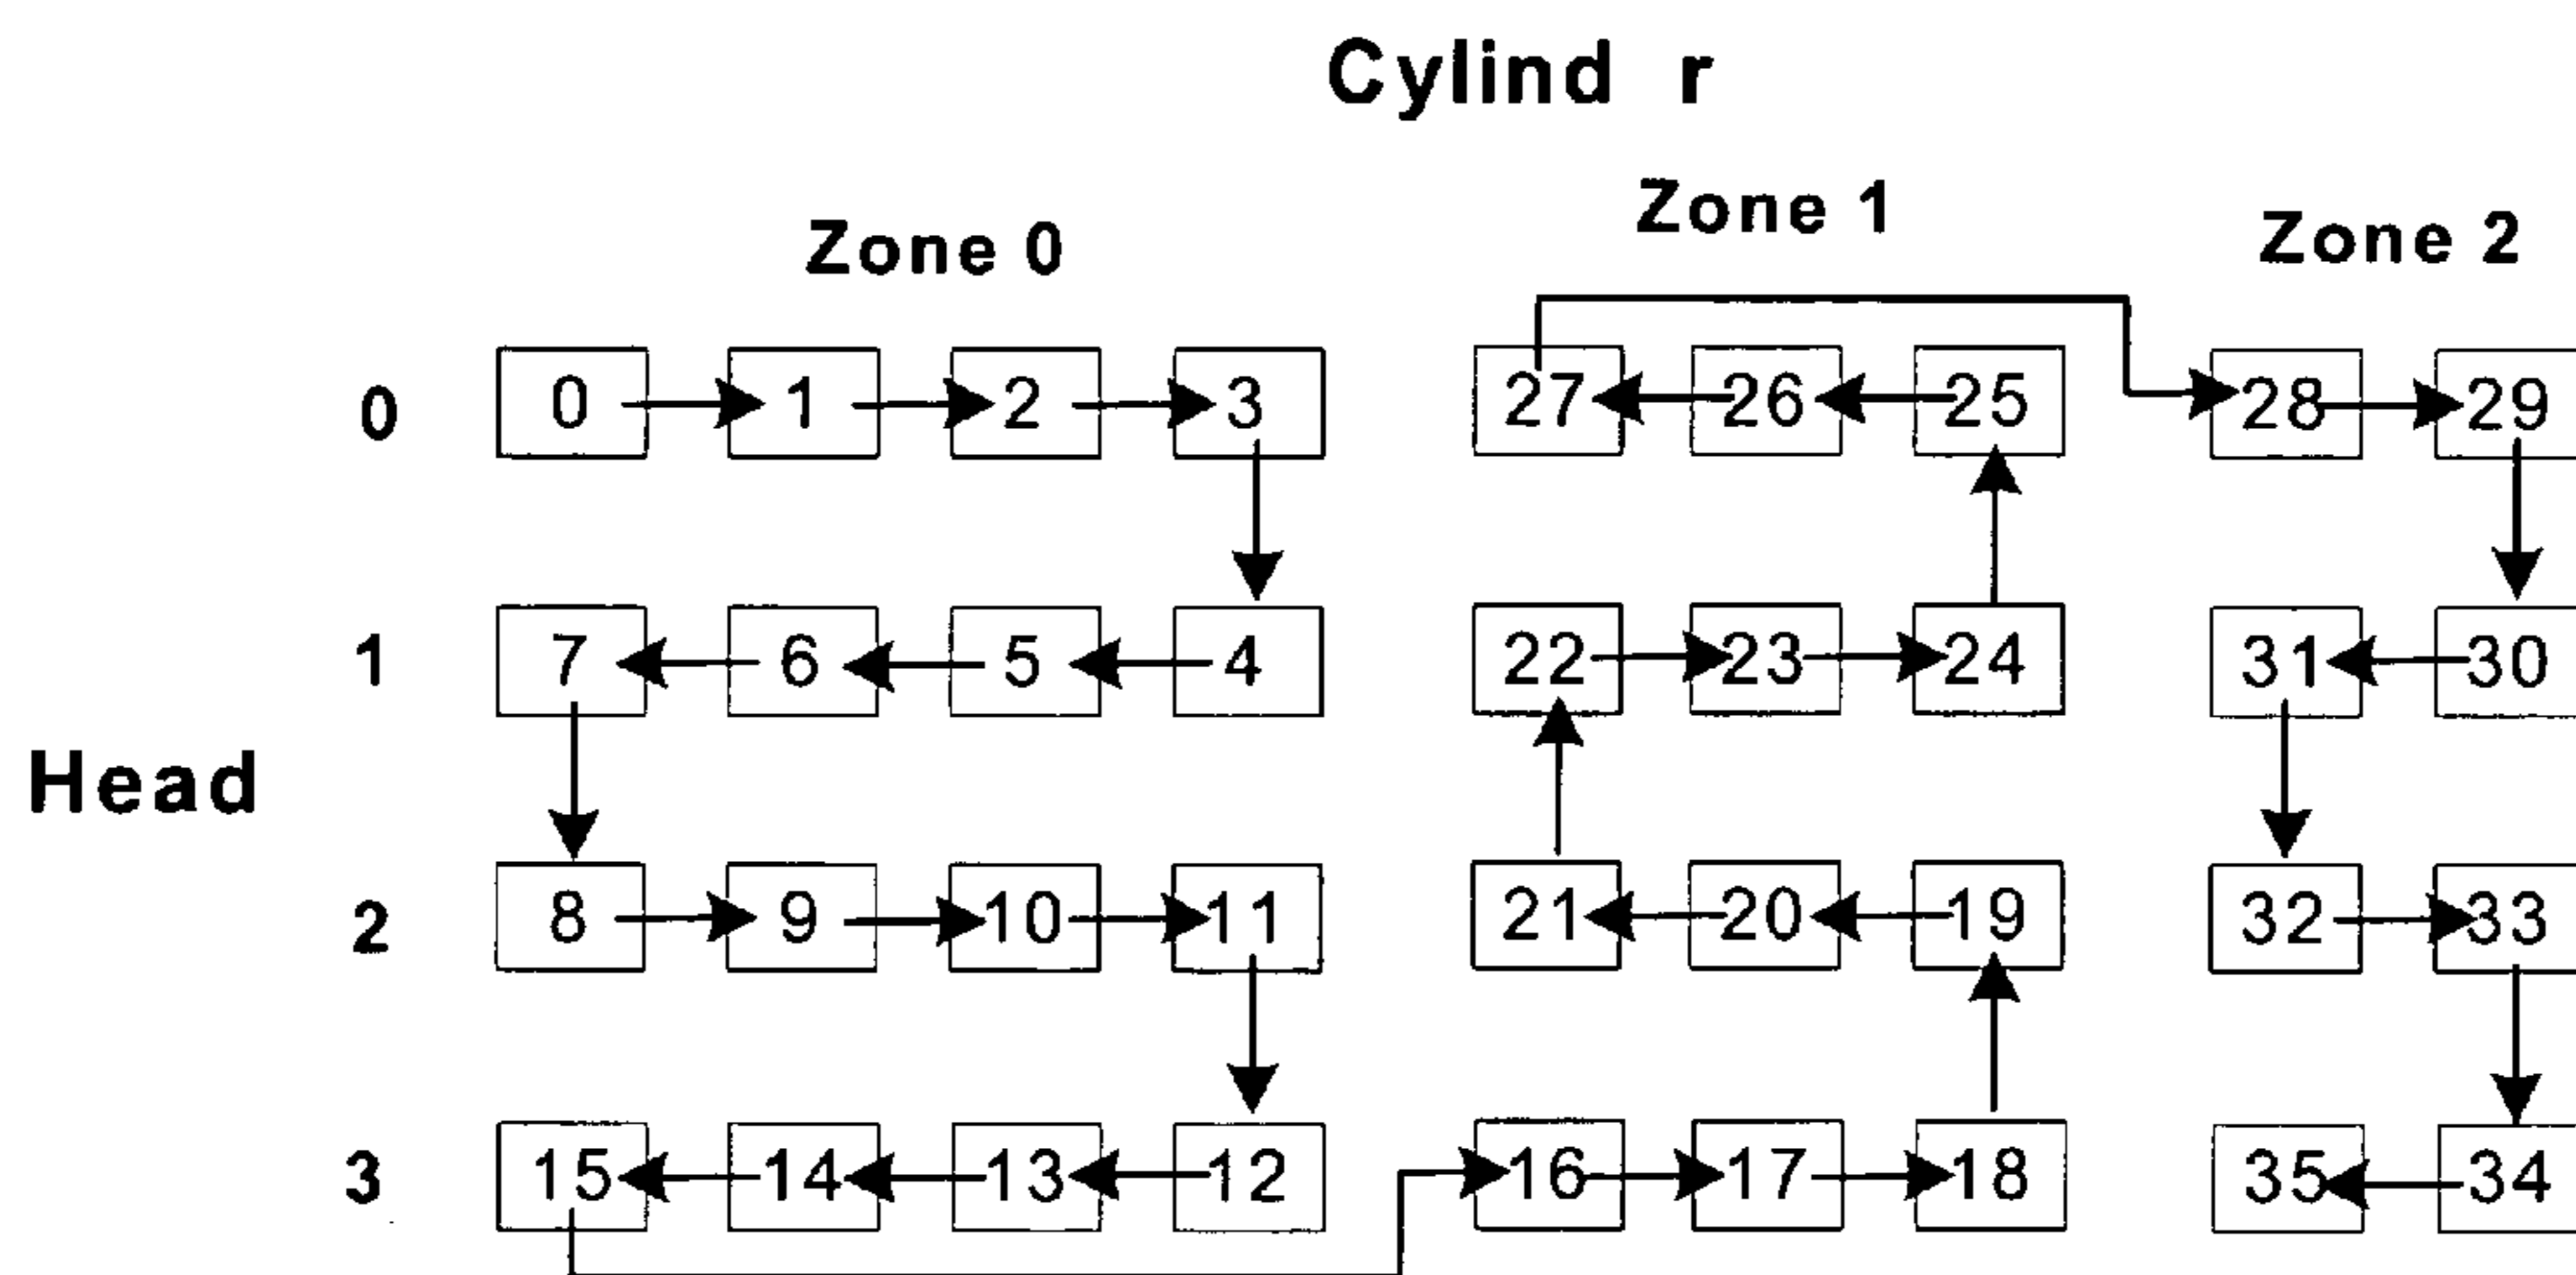 Cylind r
Zone 0 Zone 1 Zone 2
0 0 1 2 3 27 26 25 28 29
1 7 6 5 4 22 23 24 31 30
Head
2 8 9 10 11 21 20 19 32 33
3 15 14 13 12 16 17 18 35 34